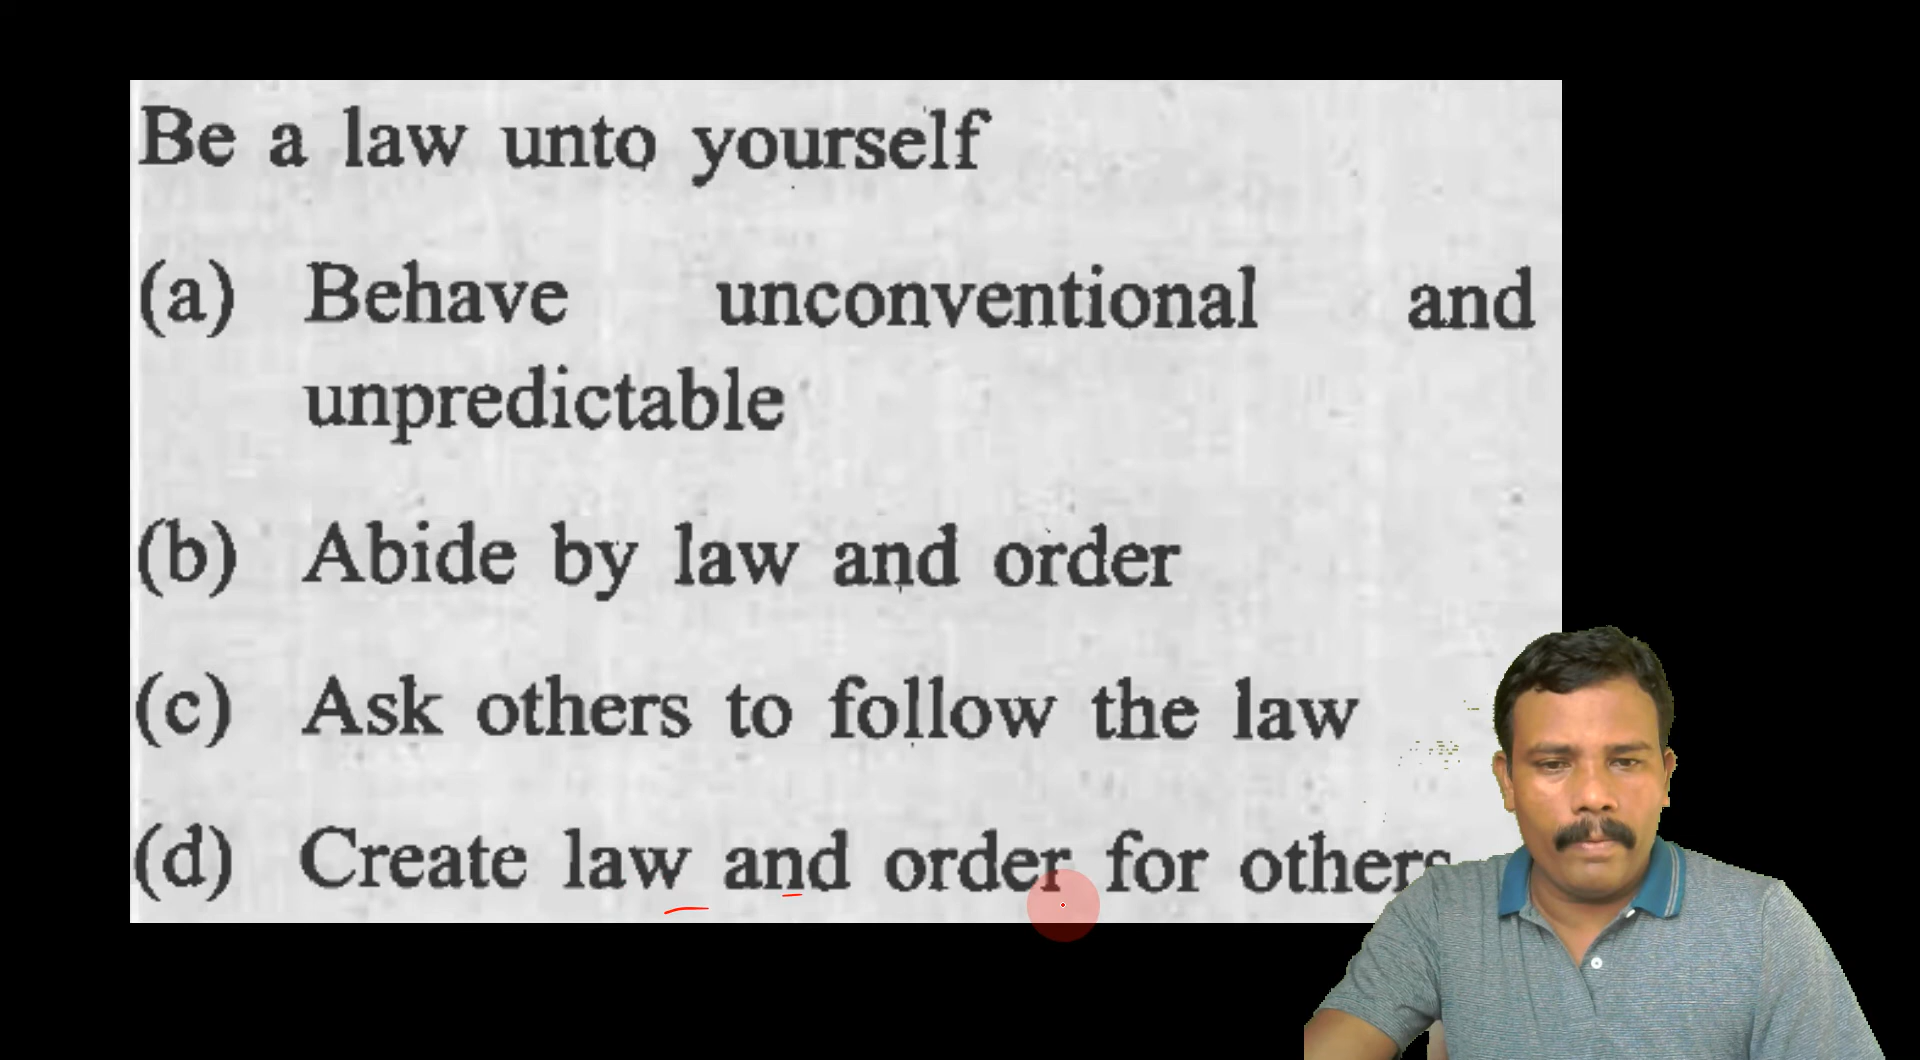 Be a law unto yourself
(a) Behave unconventional and
unpredictable
(b) Abide by law and order
(c) Ask others to follow the law
(d) Create law and order for others